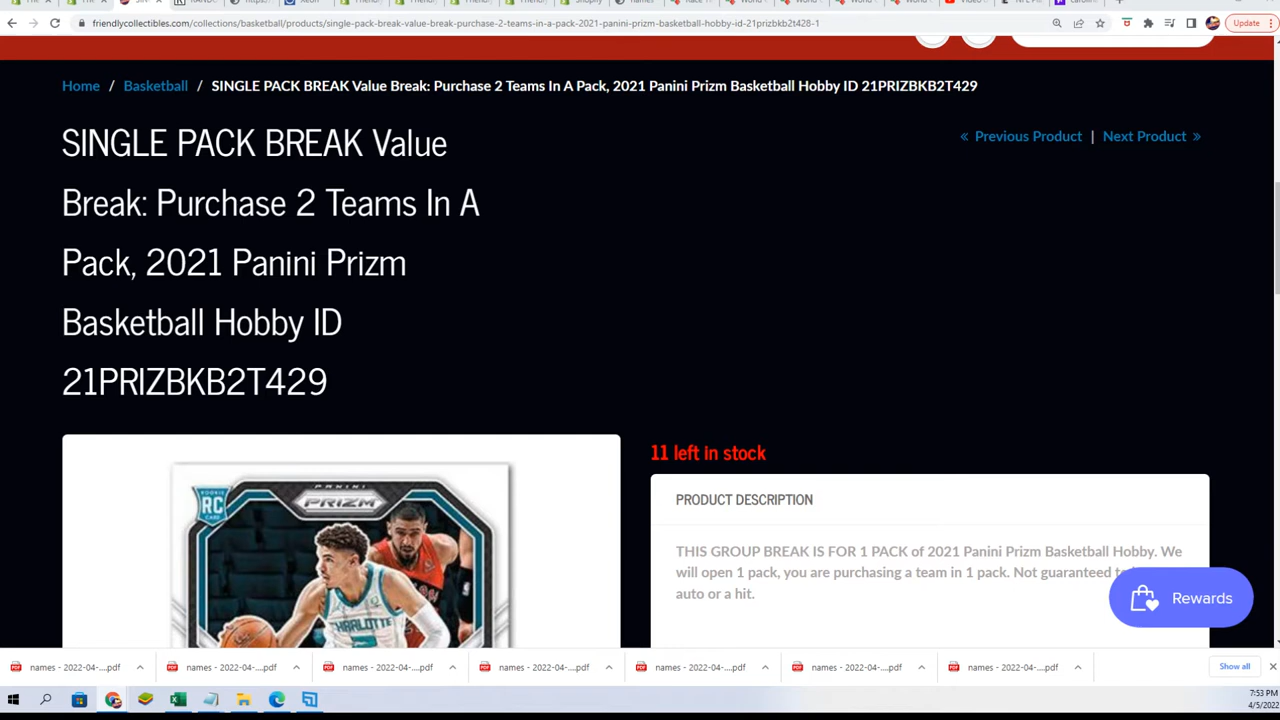 friendlycollectibles.com/collections/basketball/products/single-pack-break-value-break-purchase-2-teams-in-a-pack-2021-panini-prizm-basketball-hobby-id-21prizbkb2t428-1
Update
Home / Basketball / SINGLE PACK BREAK Value Break: Purchase 2 Teams In A Pack, 2021 Panini Prizm Basketball Hobby ID 21PRIZBKB2T429
« Previous Product | Next Product »
SINGLE PACK BREAK Value
Break: Purchase 2 Teams In A
Pack, 2021 Panini Prizm
Basketball Hobby ID
21PRIZBKB2T429
11 left in stock
PRODUCT DESCRIPTION
THIS GROUP BREAK IS FOR 1 PACK of 2021 Panini Prizm Basketball Hobby. We
will open 1 pack, you are purchasing a team in 1 pack. Not guaranteed
auto or a hit.
Rewards
PANINI
PRIZM
ROOKIE
RC
CARD
CHARLOTTE
names - 2022-04-....pdf
names - 2022-04-....pdf
names - 2022-04-....pdf
names - 2022-04-....pdf
names - 2022-04-....pdf
names - 2022-04-....pdf
names - 2022-04-....pdf
Show all
7:53 PM
4/5/2022